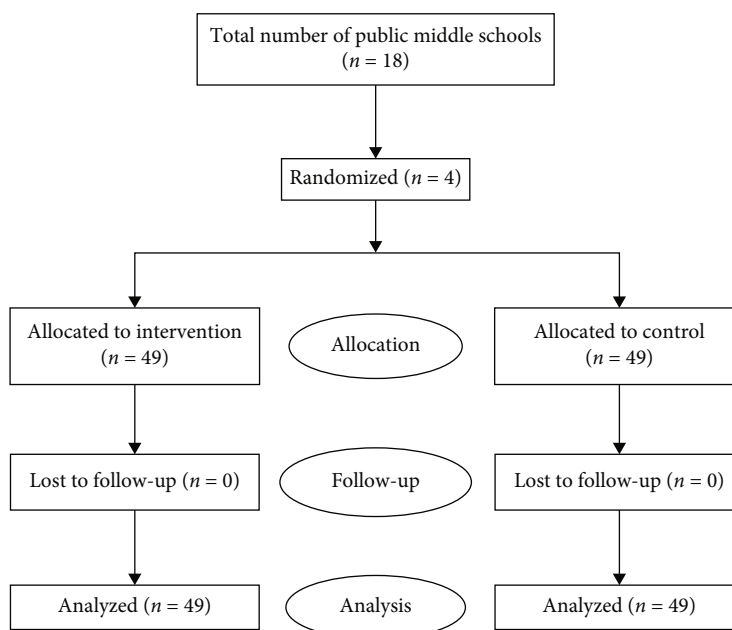 Total number of public middle schools
(n = 18)
Randomized (n = 4)
Allocated to intervention
(n = 49)
Allocation
Allocated to control
(n = 49)
Lost to follow-up (n = 0)
Follow-up
Lost to follow-up (n = 0)
Analyzed (n = 49)
Analysis
Analyzed (n = 49)